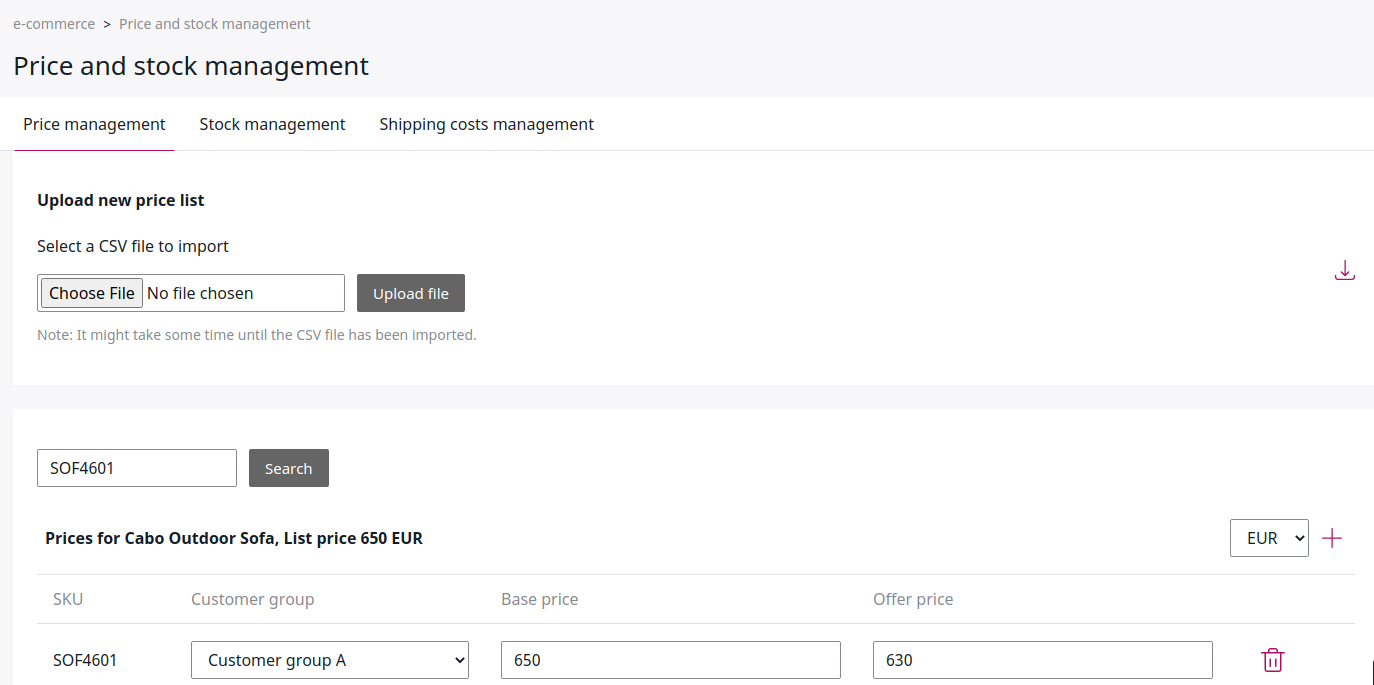 e-commerce > Price and stock management
Price and stock management
Price management Stock management Shipping costs management
Upload new price list
Select a CSV file to import
Choose File No file chosen Upload file
Note: It might take some time until the CSV file has been imported.
SOF4601 Search
Prices for Cabo Outdoor Sofa, List price 650 EUR EUR
SKU Customer group Base price Offer price
SOF4601 Customer group A 650 630